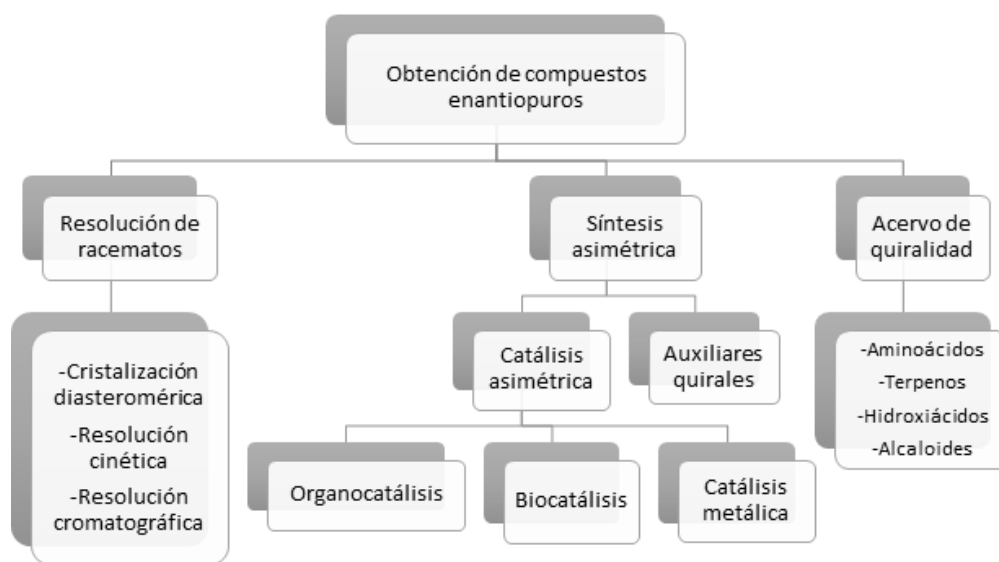 Obtención de compuestos
enantiopuros
Resolución de
racematos
Síntesis
asimétrica
Acervo de
quiralidad
-Cristalización
diasteromérica
-Resolución
cinética
-Resolución
cromatográfica
Catálisis
asimétrica
Auxiliares
quirales
-Aminoácidos
-Terpenos
-Hidroxiácidos
-Alcaloides
Organocatálisis
Biocatálisis
Catálisis
metálica